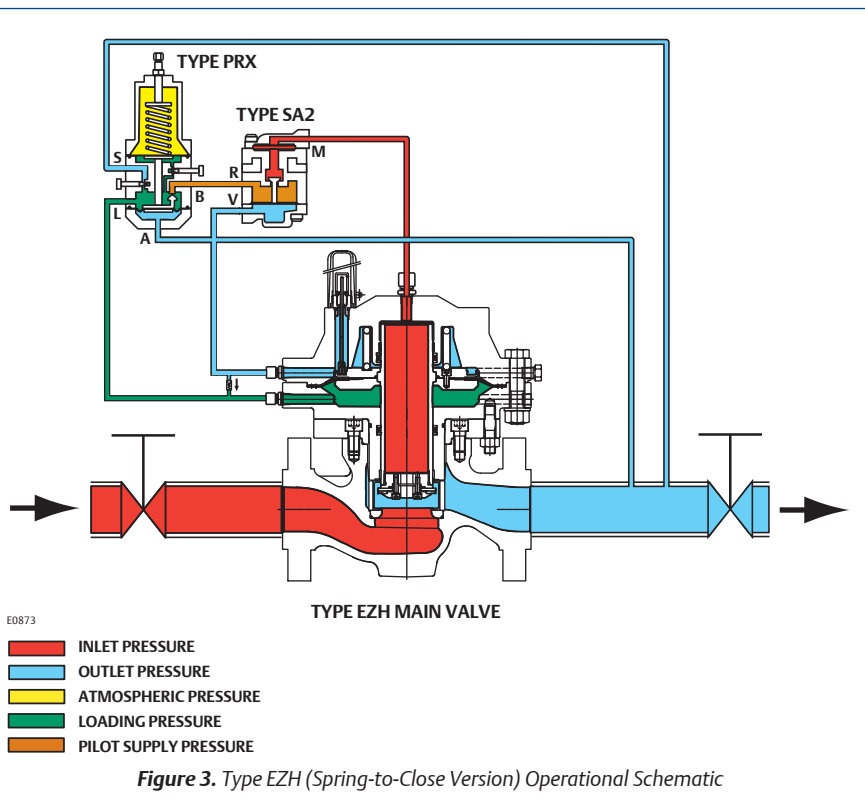 TYPE PRX
TYPE SA2
S
M
R
B
V
L
A
TYPE EZH MAIN VALVE
E0873
INLET PRESSURE
OUTLET PRESSURE
ATMOSPHERIC PRESSURE
LOADING PRESSURE
PILOT SUPPLY PRESSURE
Figure 3. Type EZH (Spring-to-Close Version) Operational Schematic